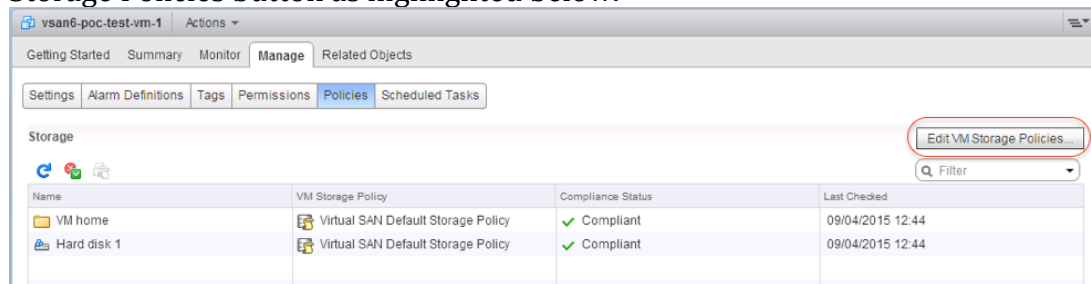 Storage Policies button as highlighted below.
vsan6-poc-test-vm-1 Actions
Getting Started Summary Monitor Manage Related Objects
Settings Alarm Definitions Tags Permissions Policies Scheduled Tasks
Storage
Edit VM Storage Policies...
Filter
Name VM Storage Policy Compliance Status Last Checked
VM home Virtual SAN Default Storage Policy Compliant 09/04/2015 12:44
Hard disk 1 Virtual SAN Default Storage Policy Compliant 09/04/2015 12:44